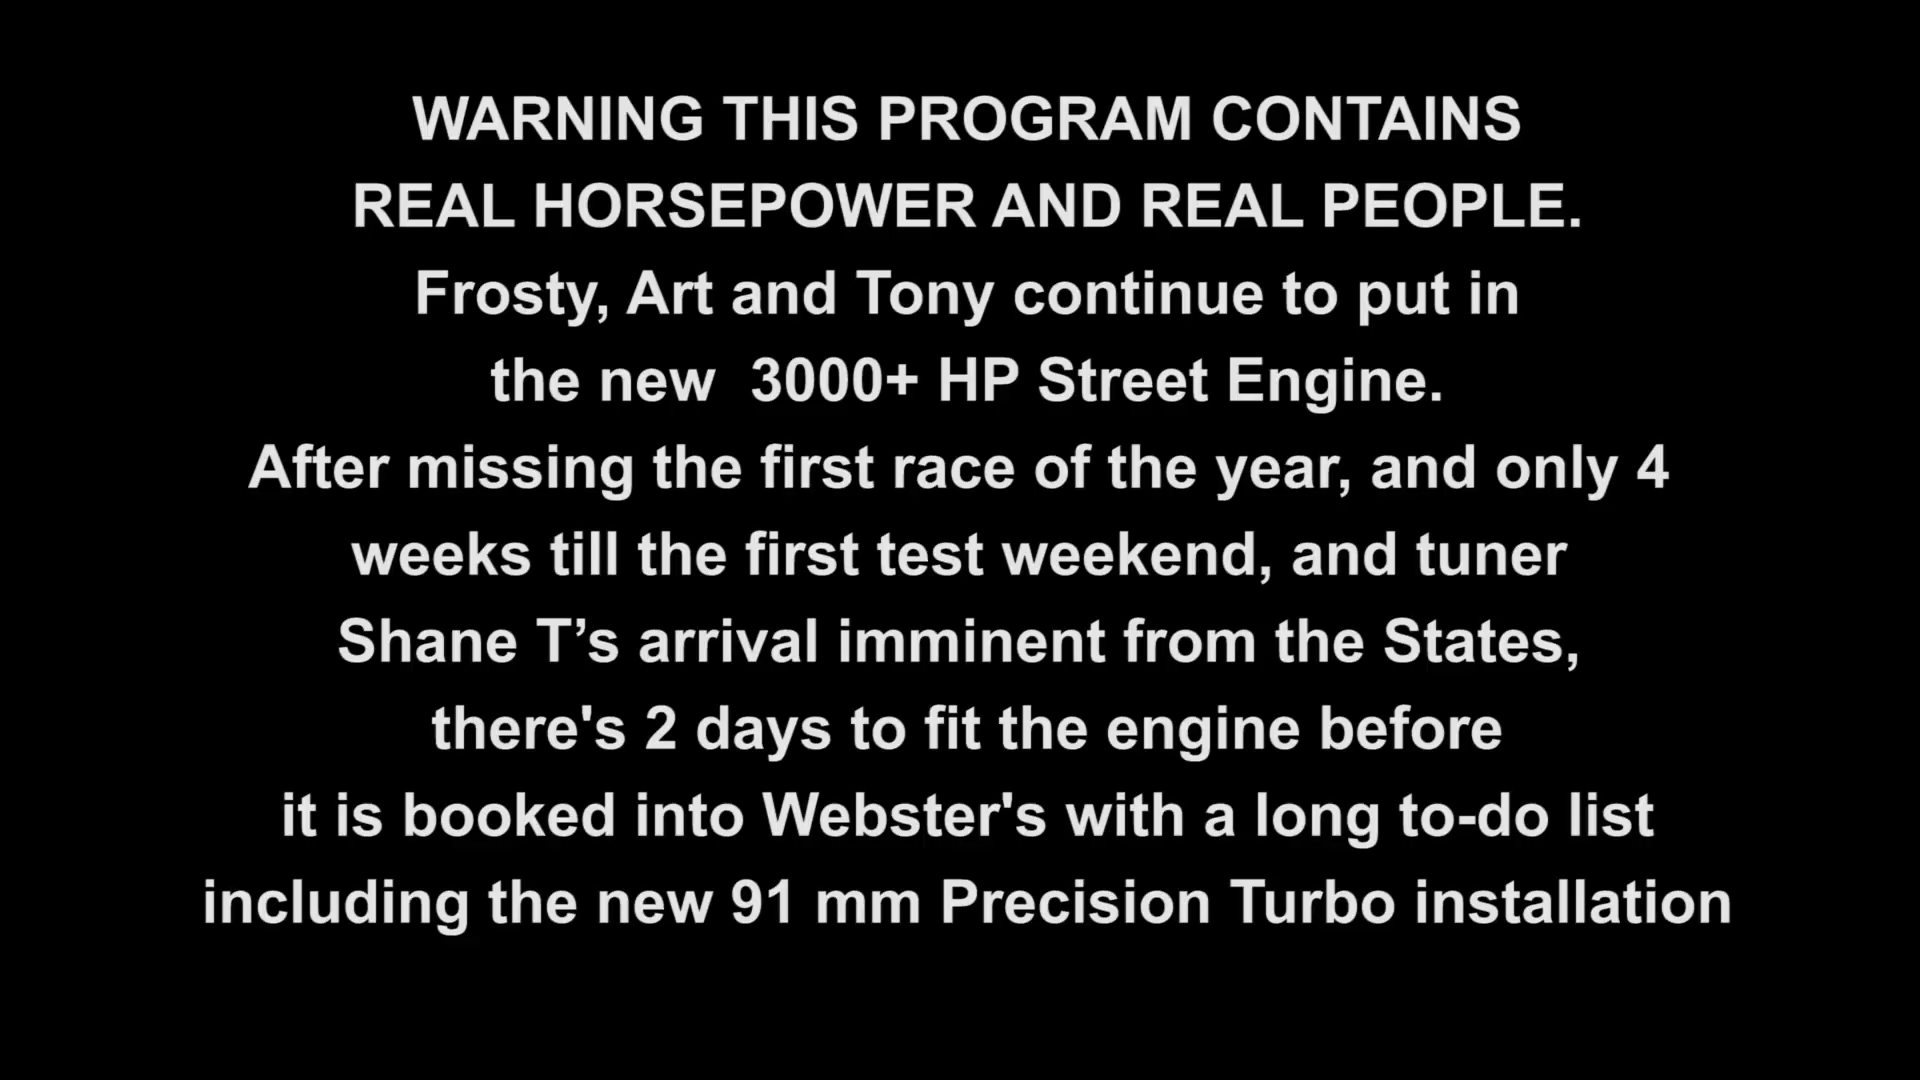 WARNING THIS PROGRAM CONTAINS
REAL HORSEPOWER AND REAL PEOPLE.
Frosty, Art and Tony continue to put in
the new  3000+ HP Street Engine.
After missing the first race of the year, and only 4
weeks till the first test weekend, and tuner
Shane T’s arrival imminent from the States,
there's 2 days to fit the engine before
it is booked into Webster's with a long to-do list
including the new 91 mm Precision Turbo installation